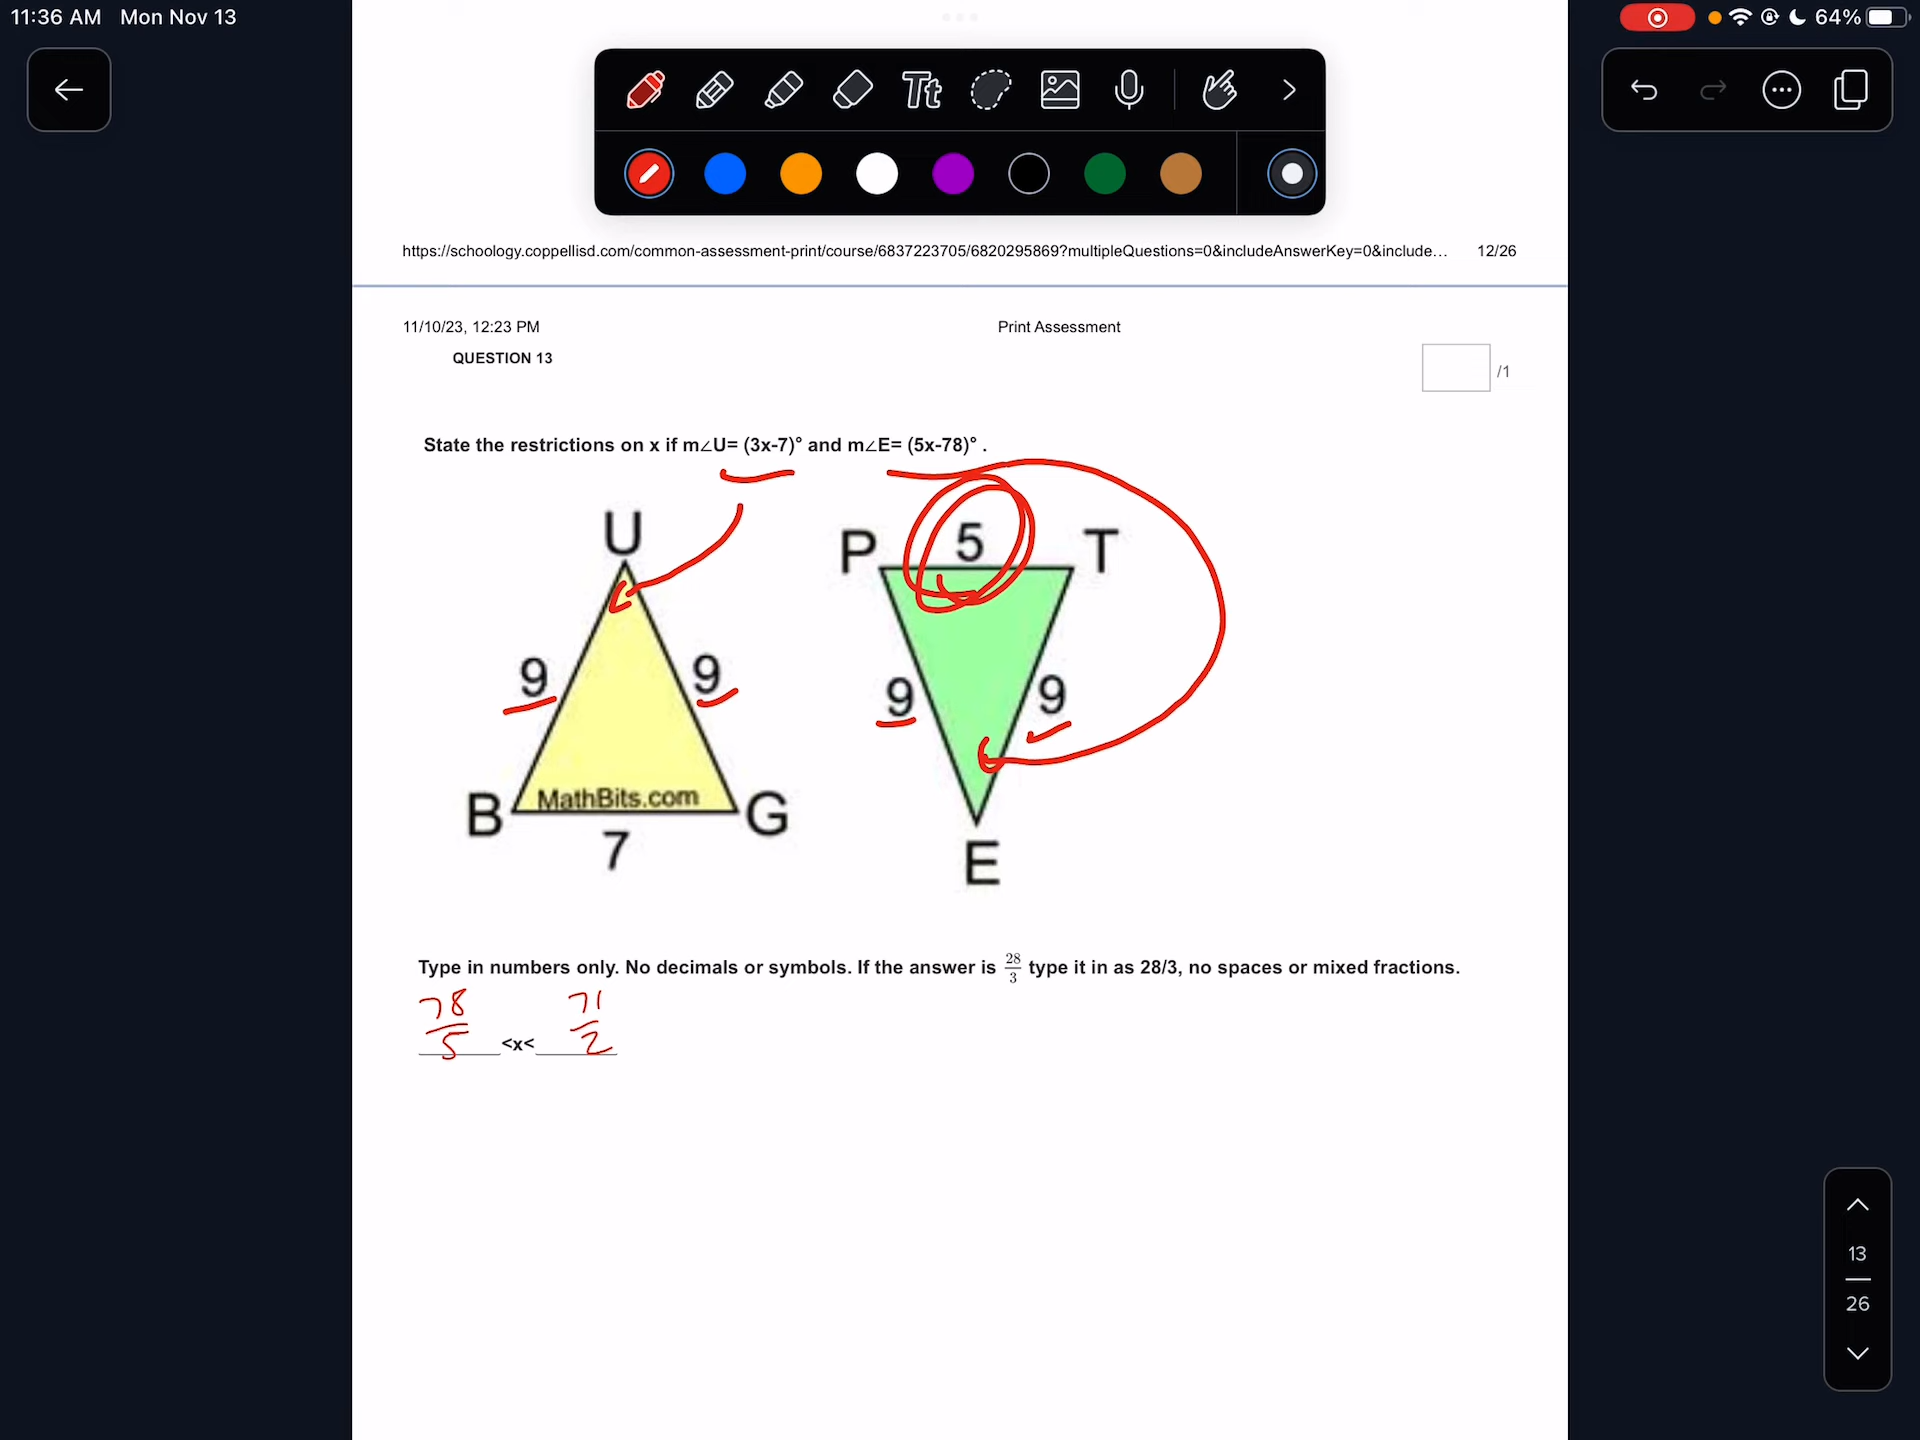 11:36 AM Mon Nov 13
64%
Tt
https://schoology.coppellisd.com/common-assessment-print/course/6837223705/6820295869?multipleQuestions=0&includeAnswerKey=0&include… 12/26
11/10/23, 12:23 PM Print Assessment
QUESTION 13
/1
State the restrictions on x if m∠U= (3x-7)° and m∠E= (5x-78)° .
U
P 5 T
9 9
9 9
B MathBits.com G
7
E
Type in numbers only. No decimals or symbols. If the answer is 28/3 type it in as 28/3, no spaces or mixed fractions.
78/5 <x< 71/2
13
26